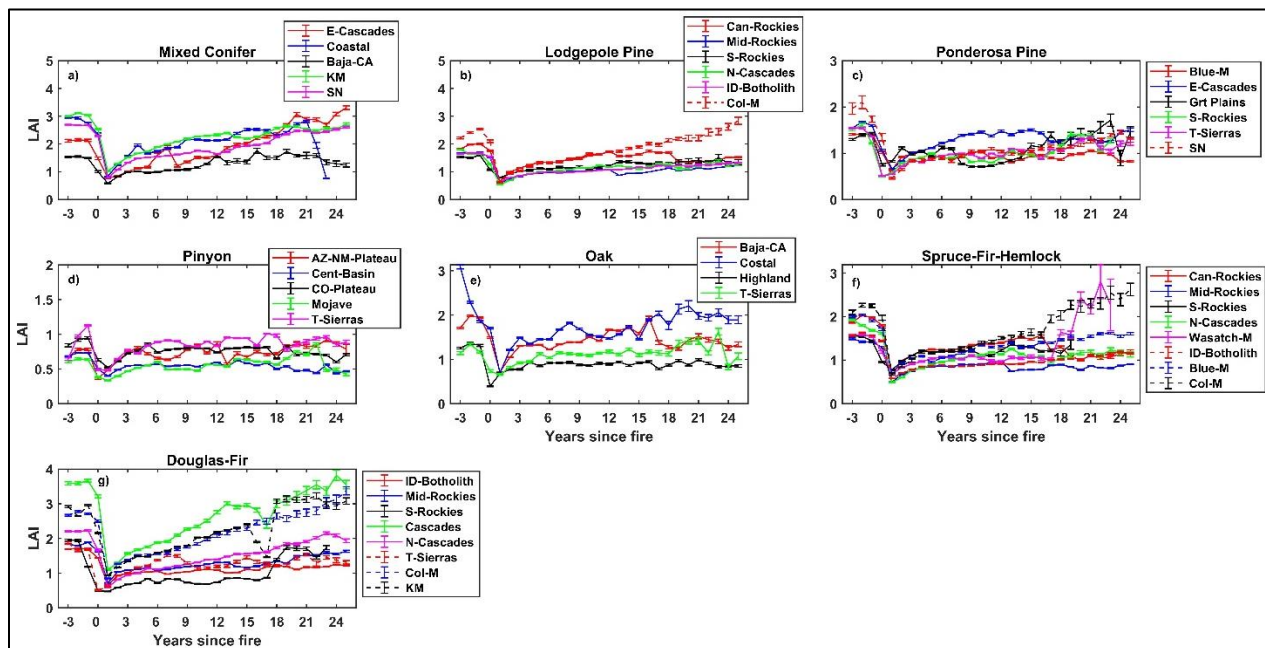 Mixed Conifer
a)
E-Cascades
Coastal
Baja-CA
KM
SN
LAI
5
4
3
2
1
0
-3 0 3 6 9 12 15 18 21 24
Lodgepole Pine
b)
Can-Rockies
Mid-Rockies
S-Rockies
N-Cascades
ID-Botholith
Col-M
5
4
3
2
1
0
-3 0 3 6 9 12 15 18 21 24
Ponderosa Pine
c)
Blue-M
E-Cascades
Grt Plains
S-Rockies
T-Sierras
SN
3
2
1
0
-3 0 3 6 9 12 15 18 21 24
Pinyon
d)
AZ-NM-Plateau
Cent-Basin
CO-Plateau
Mojave
T-Sierras
LAI
2
1.5
1
0.5
0
-3 0 3 6 9 12 15 18 21 24
Oak
e)
Baja-CA
Costal
Highland
T-Sierras
3
2
1
0
-3 0 3 6 9 12 15 18 21 24
Years since fire
Spruce-Fir-Hemlock
f)
Can-Rockies
Mid-Rockies
S-Rockies
N-Cascades
Wasatch-M
ID-Botholith
Blue-M
Col-M
3
2
1
0
-3 0 3 6 9 12 15 18 21 24
Years since fire
Douglas-Fir
g)
ID-Botholith
Mid-Rockies
S-Rockies
Cascades
N-Cascades
T-Sierras
Col-M
KM
LAI
4
3
2
1
0
-3 0 3 6 9 12 15 18 21 24
Years since fire